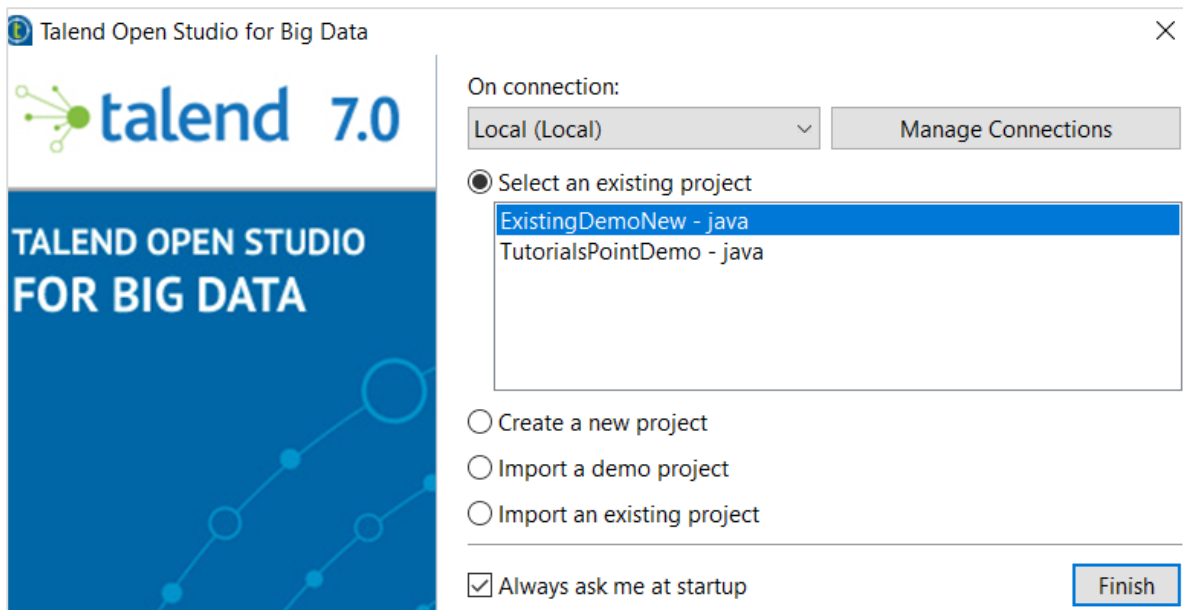 Talend Open Studio for Big Data
talend 7.0
TALEND OPEN STUDIO
FOR BIG DATA
On connection:
Local (Local)
Manage Connections
Select an existing project
ExistingDemoNew - java
TutorialsPointDemo - java
Create a new project
Import a demo project
Import an existing project
Always ask me at startup
Finish